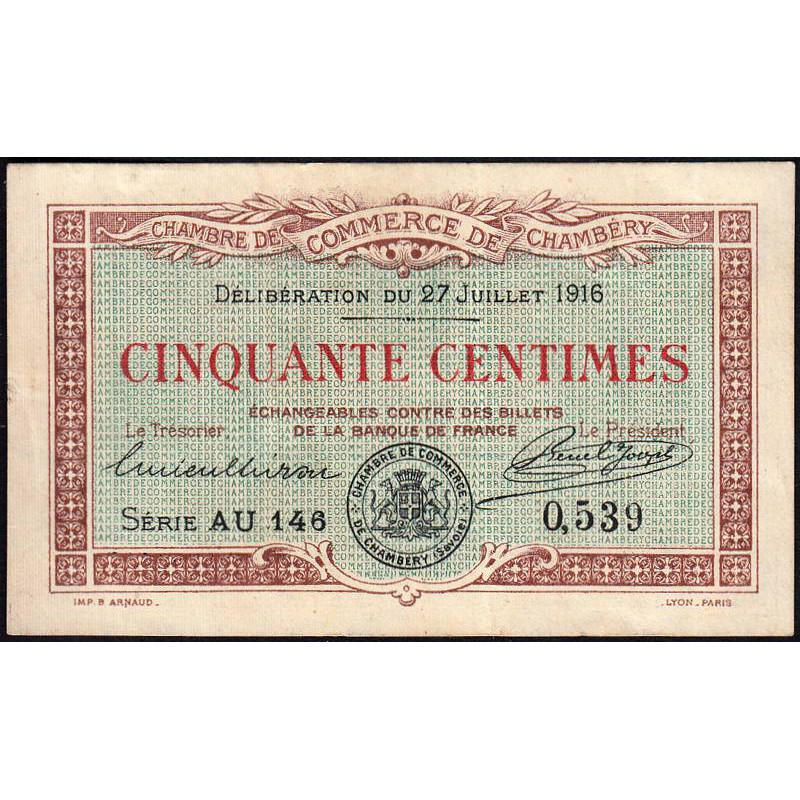 CHAMBRE DE COMMERCE DE CHAMBÉRY
DÉLIBÉRATION DU 27 JUILLET 1916
CINQUANTE CENTIMES
ÉCHANGEABLES CONTRE DES BILLETS
DE LA BANQUE DE FRANCE
Le Trésorier,
Le Président,
SÉRIE AU 146
CHAMBRE DE COMMERCE
DE CHAMBÉRY (Savoie)
0,539
IMP. B ARNAUD.
LYON. PARIS